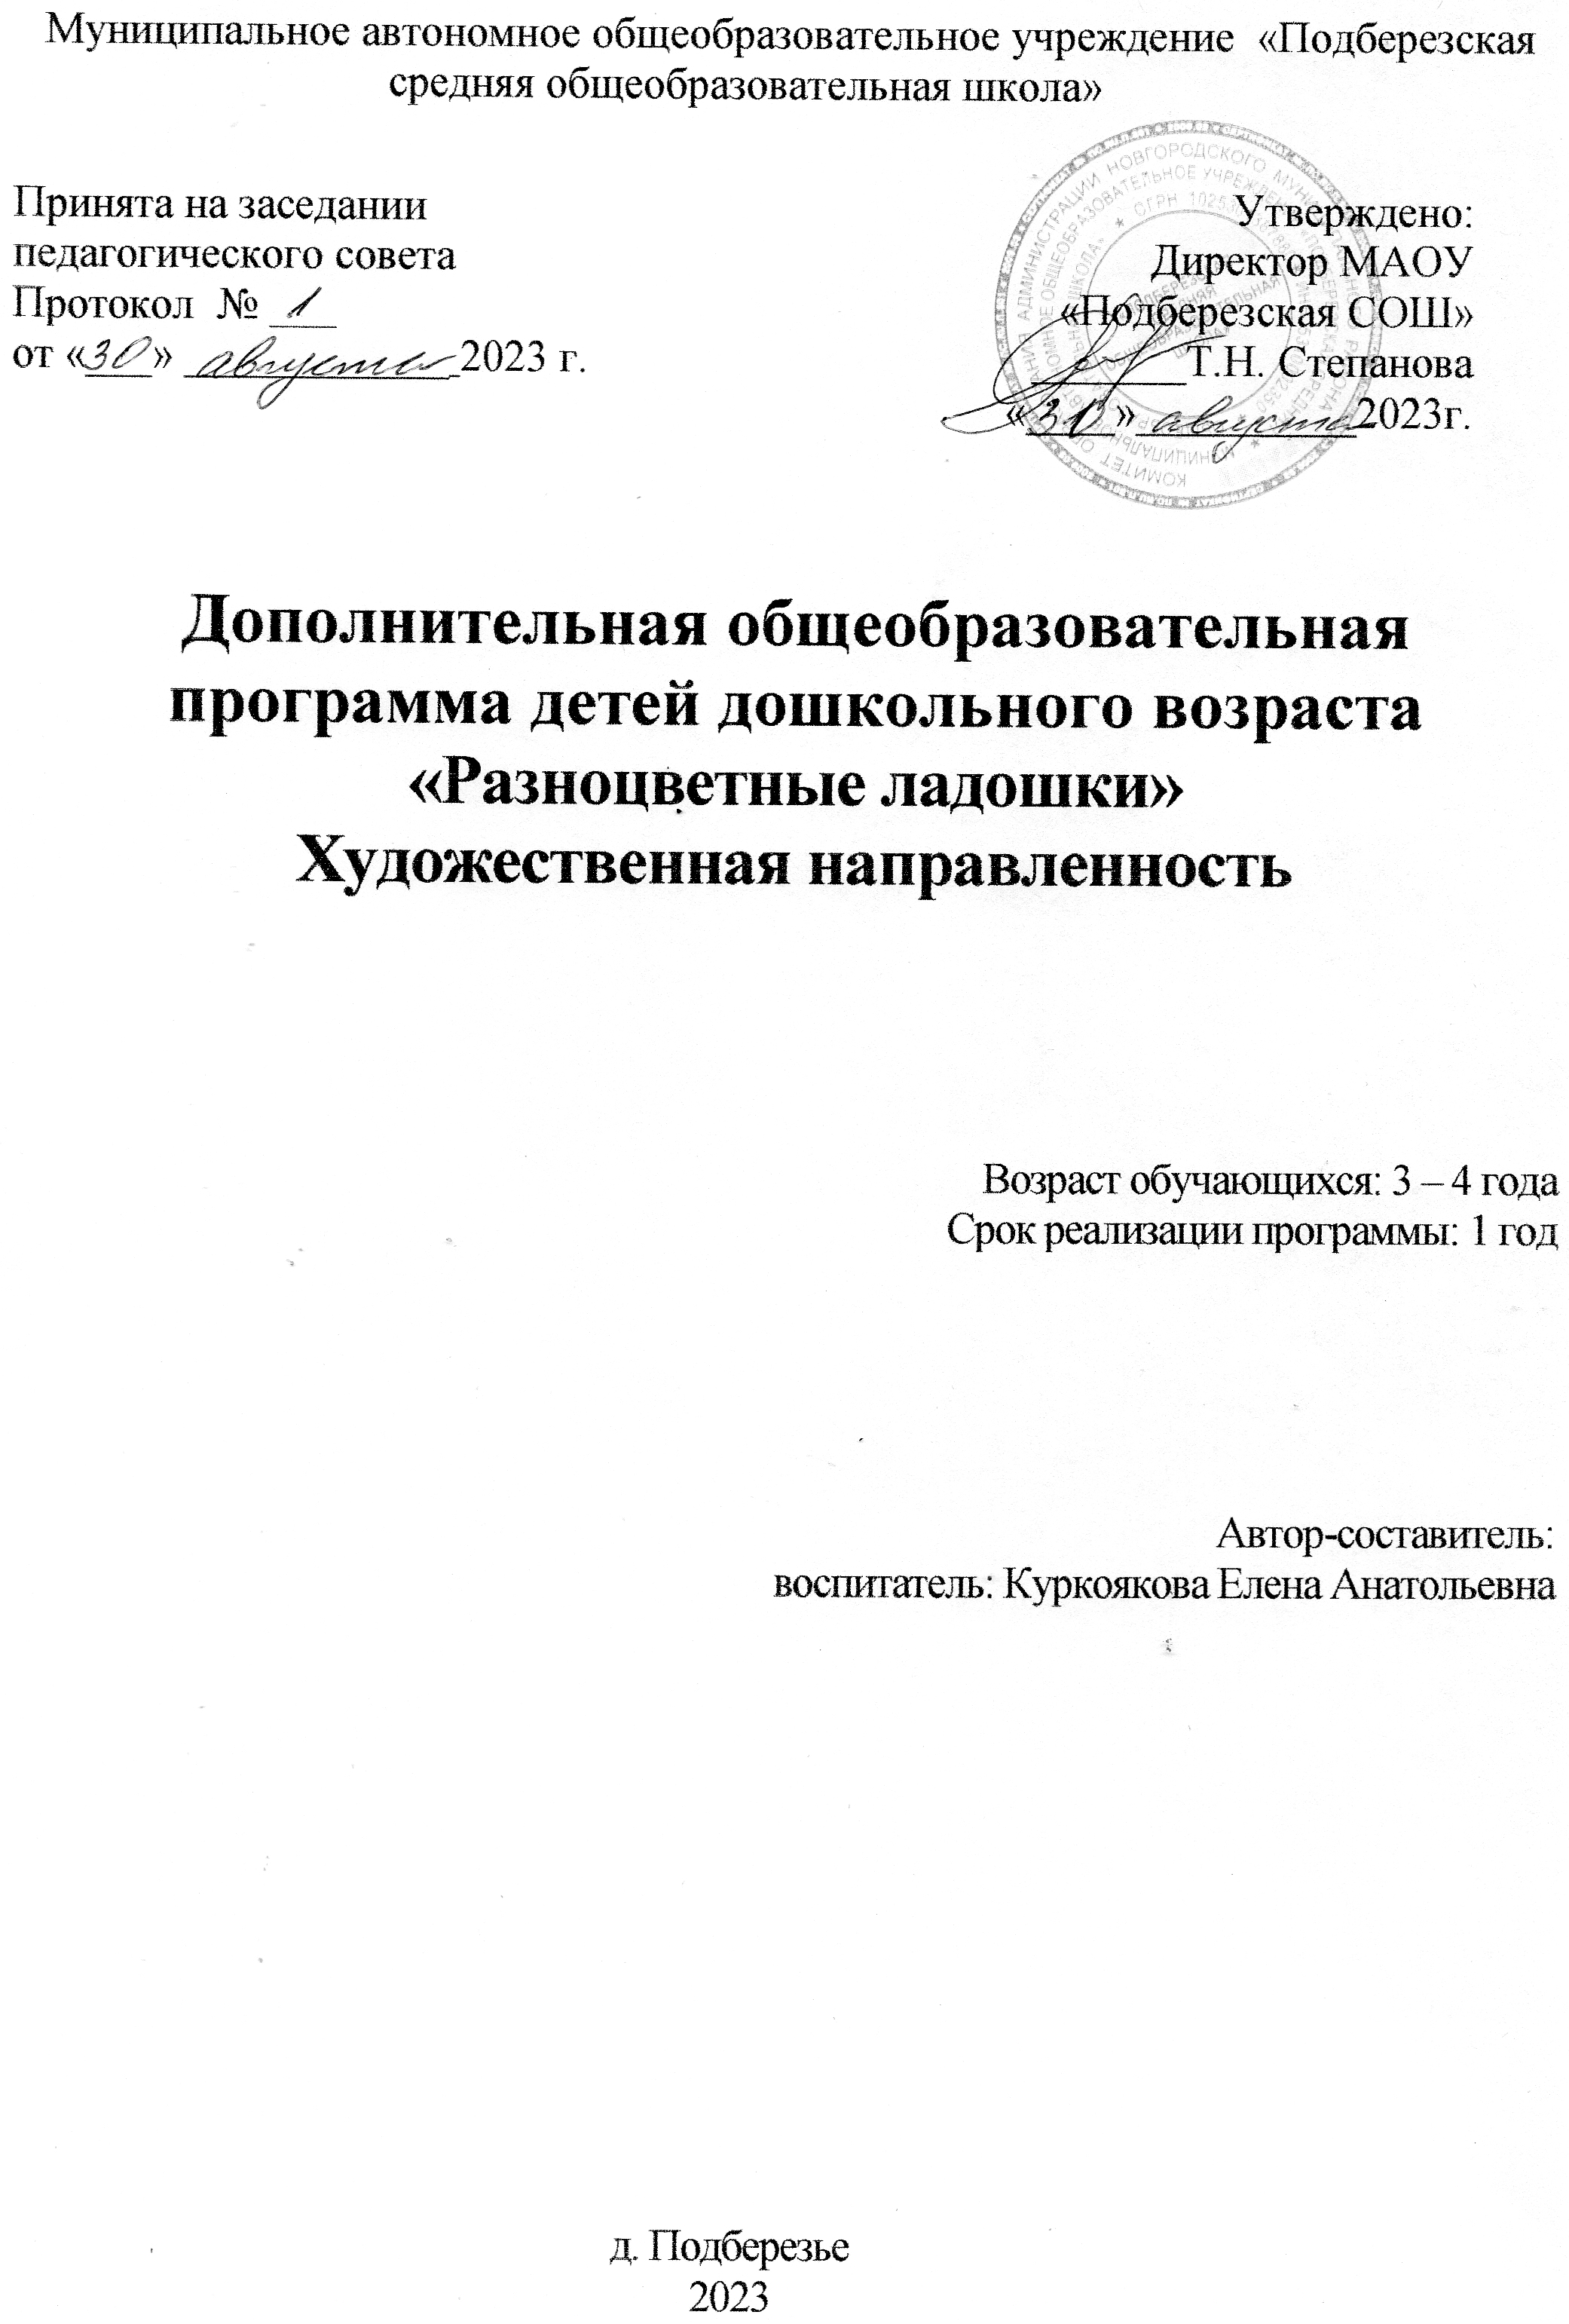 Муниципальное автономное общеобразовательное учреждение «Подберезская
средняя общеобразовательная школа»
Принята на заседании
педагогического совета
Протокол № 1
от «30» августа 2023 г.
Утверждено:
Директор МАОУ
«Подберезская СОШ»
Т.Н. Степанова
«30» августа 2023г.
Дополнительная общеобразовательная
программа детей дошкольного возраста
«Разноцветные ладошки»
Художественная направленность
Возраст обучающихся: 3 – 4 года
Срок реализации программы: 1 год
Автор-составитель:
воспитатель: Куркоякова Елена Анатольевна
д. Подберезье
2023